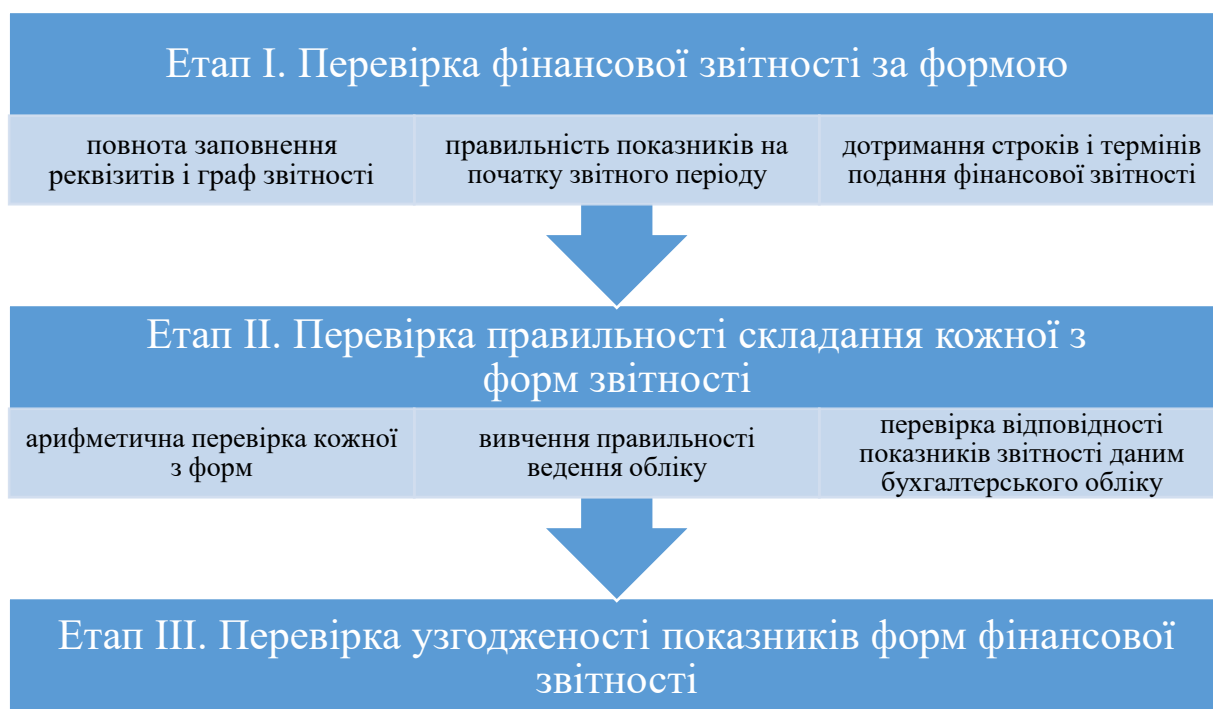 Етап І. Перевірка фінансової звітності за формою
повнота заповнення
реквізитів і граф звітності
правильність показників на
початку звітного періоду
дотримання строків і термінів
подання фінансової звітності
Етап ІІ. Перевірка правильності складання кожної з
форм звітності
арифметична перевірка кожної
з форм
вивчення правильності
ведення обліку
перевірка відповідності
показників звітності даним
бухгалтерського обліку
Етап ІІІ. Перевірка узгодженості показників форм фінансової
звітності